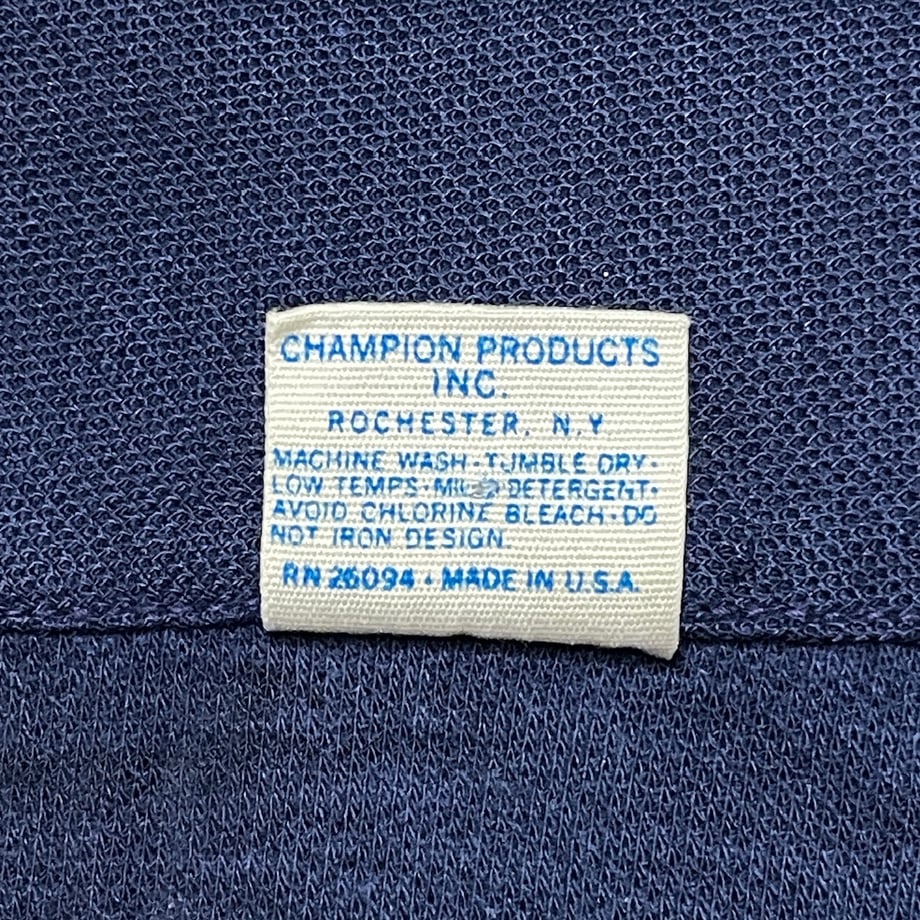 CHAMPION PRODUCTS
INC.
ROCHESTER, N.Y
MACHINE WASH·TUMBLE DRY·
LOW TEMPS·MILD DETERGENT·
AVOID CHLORINE BLEACH·DO
NOT IRON DESIGN.
RN 26094 · MADE IN U.S.A.